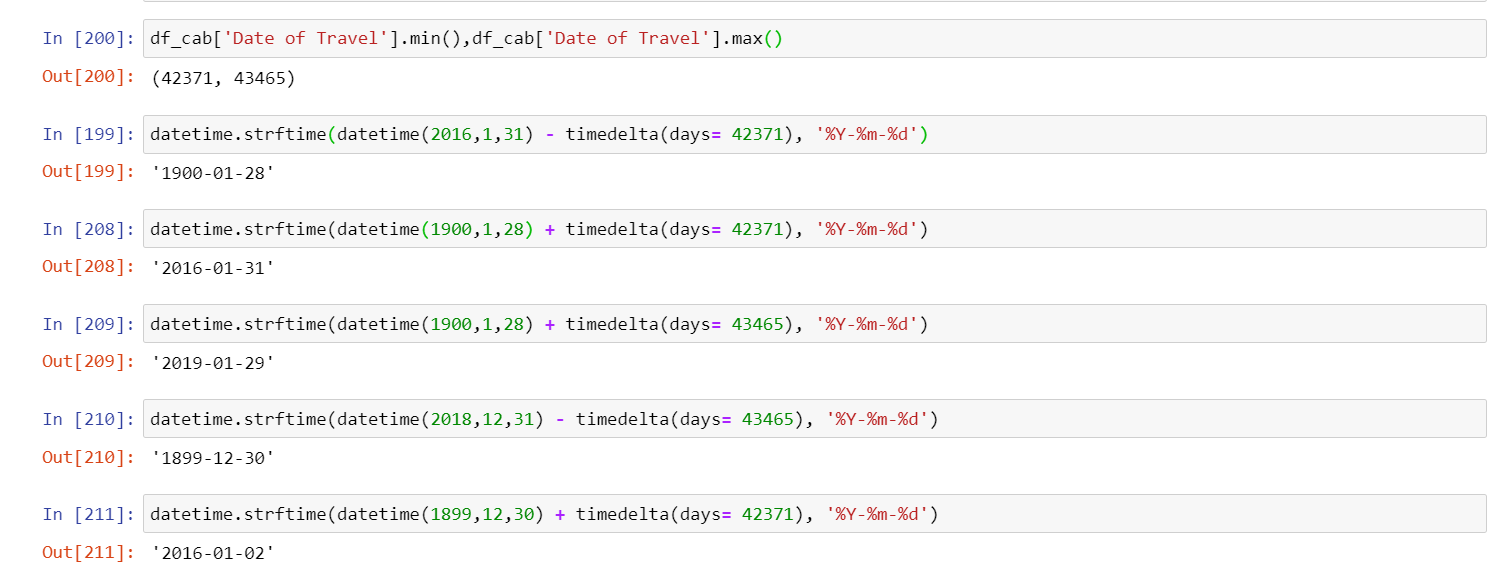 In [200]: df_cab['Date of Travel'].min(),df_cab['Date of Travel'].max()
Out[200]: (42371, 43465)
In [199]: datetime.strftime(datetime(2016,1,31) - timedelta(days= 42371), '%Y-%m-%d')
Out[199]: '1900-01-28'
In [208]: datetime.strftime(datetime(1900,1,28) + timedelta(days= 42371), '%Y-%m-%d')
Out[208]: '2016-01-31'
In [209]: datetime.strftime(datetime(1900,1,28) + timedelta(days= 43465), '%Y-%m-%d')
Out[209]: '2019-01-29'
In [210]: datetime.strftime(datetime(2018,12,31) - timedelta(days= 43465), '%Y-%m-%d')
Out[210]: '1899-12-30'
In [211]: datetime.strftime(datetime(1899,12,30) + timedelta(days= 42371), '%Y-%m-%d')
Out[211]: '2016-01-02'